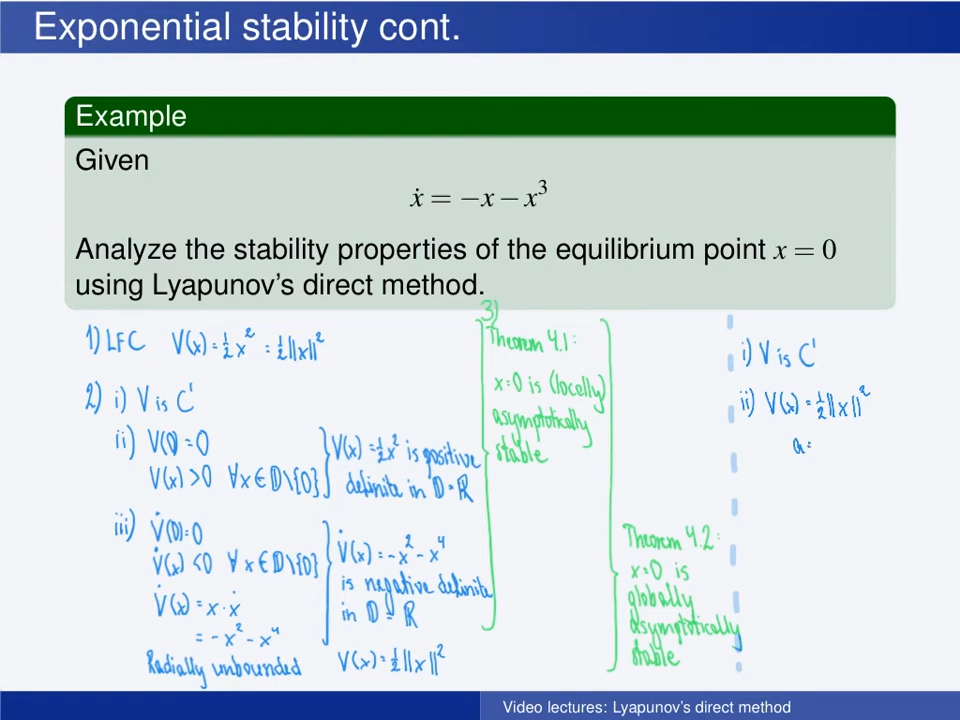 Exponential stability cont.
Example
Given
ẋ = −x − x³
Analyze the stability properties of the equilibrium point x = 0
using Lyapunov's direct method.
1) LFC V(x) = ½x² = ½||x||²
2) i) V is C¹
ii) V(0) = 0
V(x) > 0 ∀x ∈ D\{0}
V(x) = ½x² is positive
definite in D = ℝ
iii) V̇(0) = 0
V̇(x) < 0 ∀x ∈ D\{0}
V̇(x) = x · ẋ
= −x² − x⁴
V̇(x) = −x² − x⁴
is negative definite
in D = ℝ
Radially unbounded V(x) = ½||x||²
3)
Theorem 4.1:
x=0 is (locally)
asymptotically
stable
Theorem 4.2:
x=0 is
globally
asymptotically
stable
i) V is C¹
ii) V(x) = ½||x||²
a =
Video lectures: Lyapunov's direct method